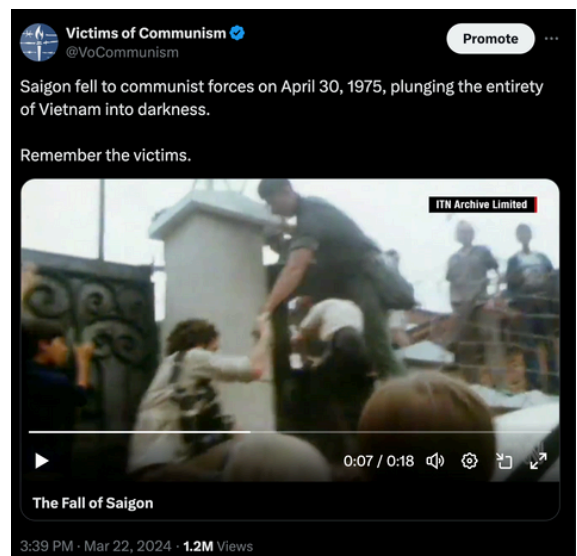 Victims of Communism
@VoCommunism
Promote
Saigon fell to communist forces on April 30, 1975, plunging the entirety
of Vietnam into darkness.
Remember the victims.
ITN Archive Limited
0:07 / 0:18
The Fall of Saigon
3:39 PM · Mar 22, 2024 · 1.2M Views